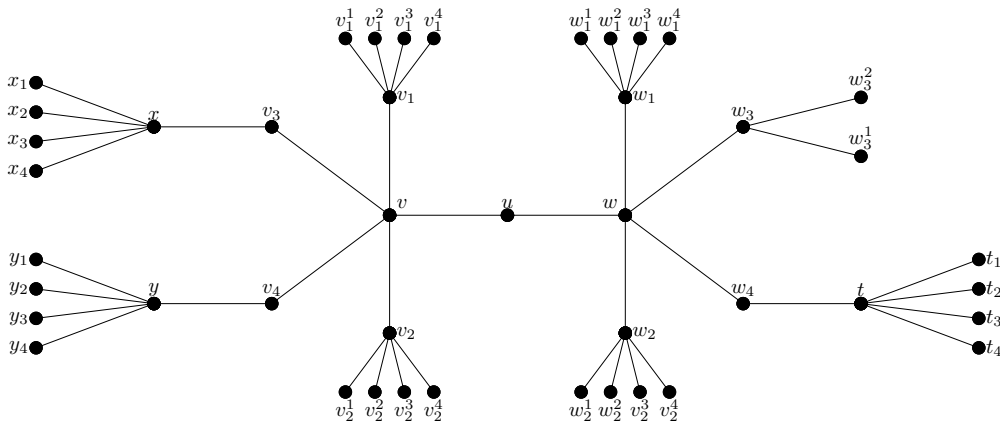 v_1^1 v_1^2 v_1^3 v_1^4 w_1^1 w_1^2 w_1^3 w_1^4
x_1 w_3^2
v_1 w_1
x_2 x v_3 w_3
x_3 w_3^1
x_4
v u w
y_1 t_1
y_2 y v_4 w_4 t t_2
y_3 t_3
v_2 w_2
y_4 t_4
v_2^1 v_2^2 v_2^3 v_2^4 w_2^1 w_2^2 v_2^3 v_2^4